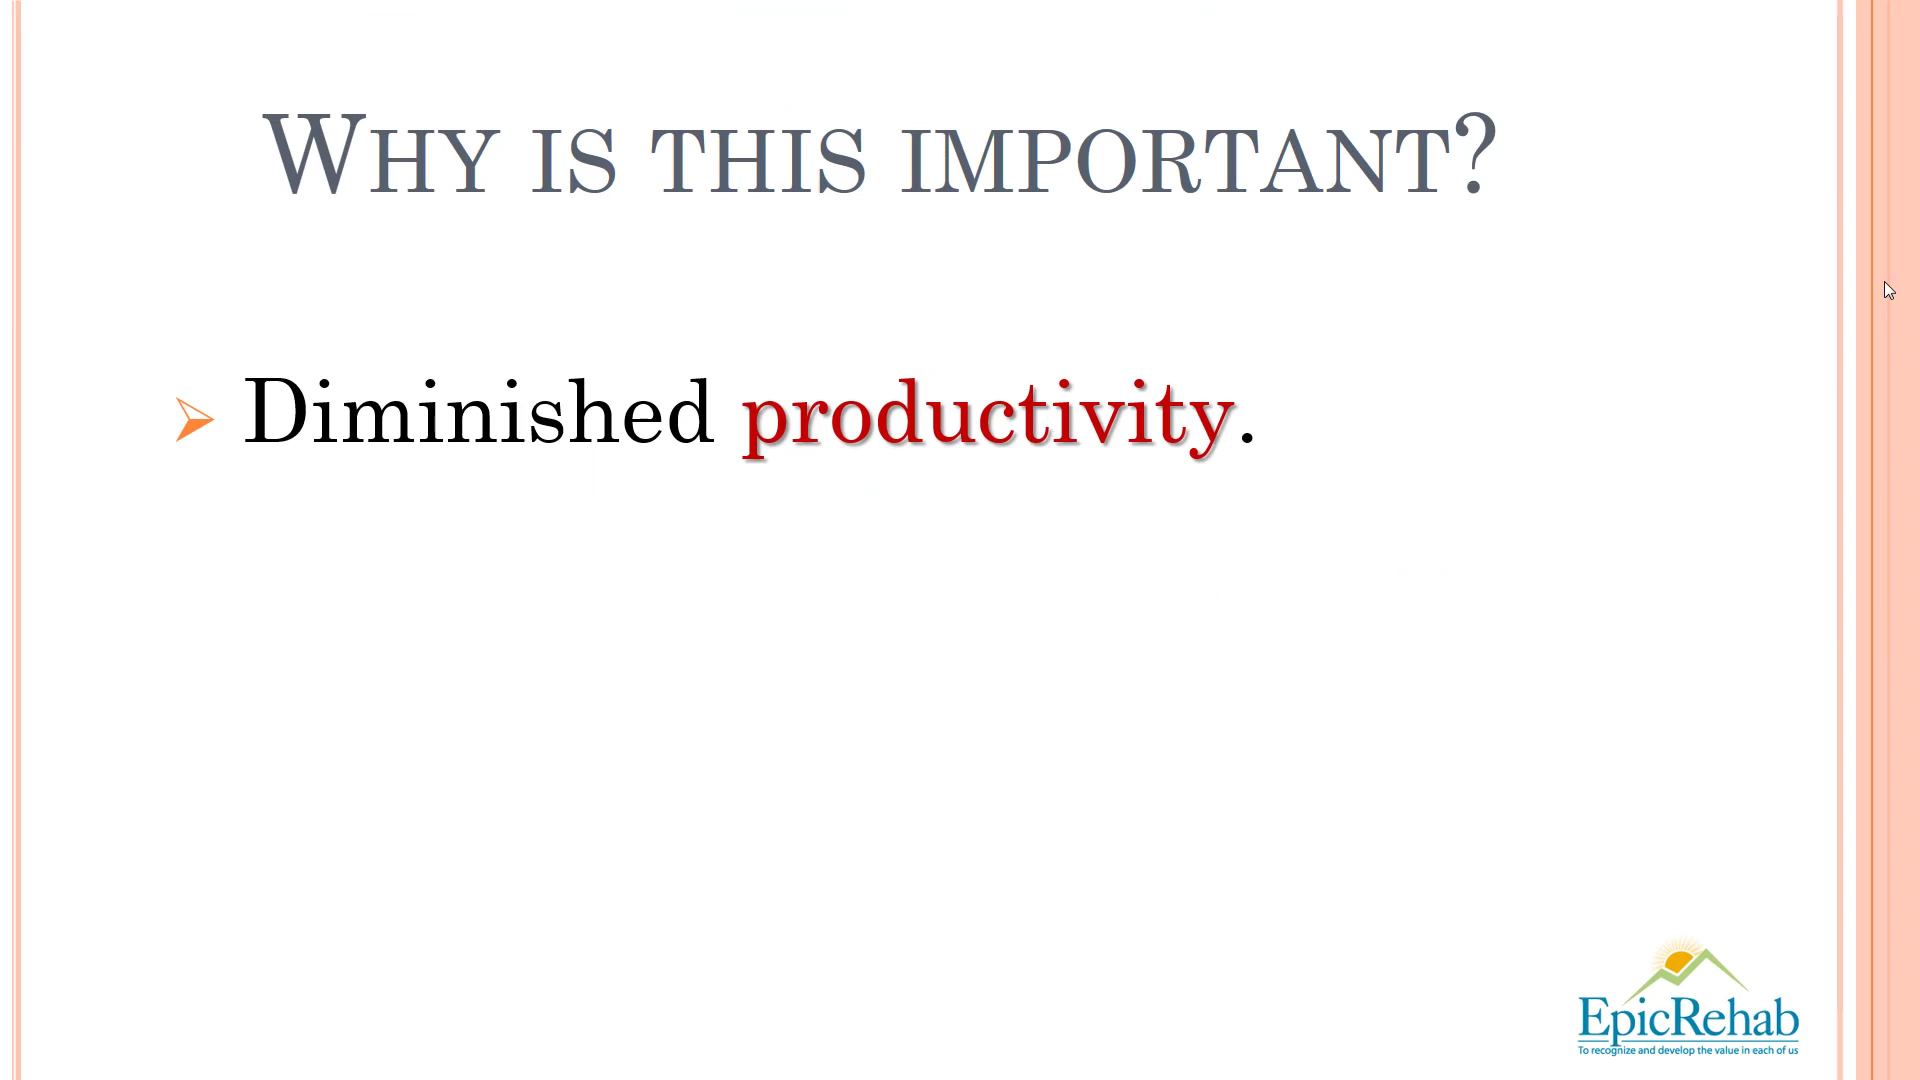 Why is this important?
Diminished productivity.
EpicRehab
To recognize and develop the value in each of us